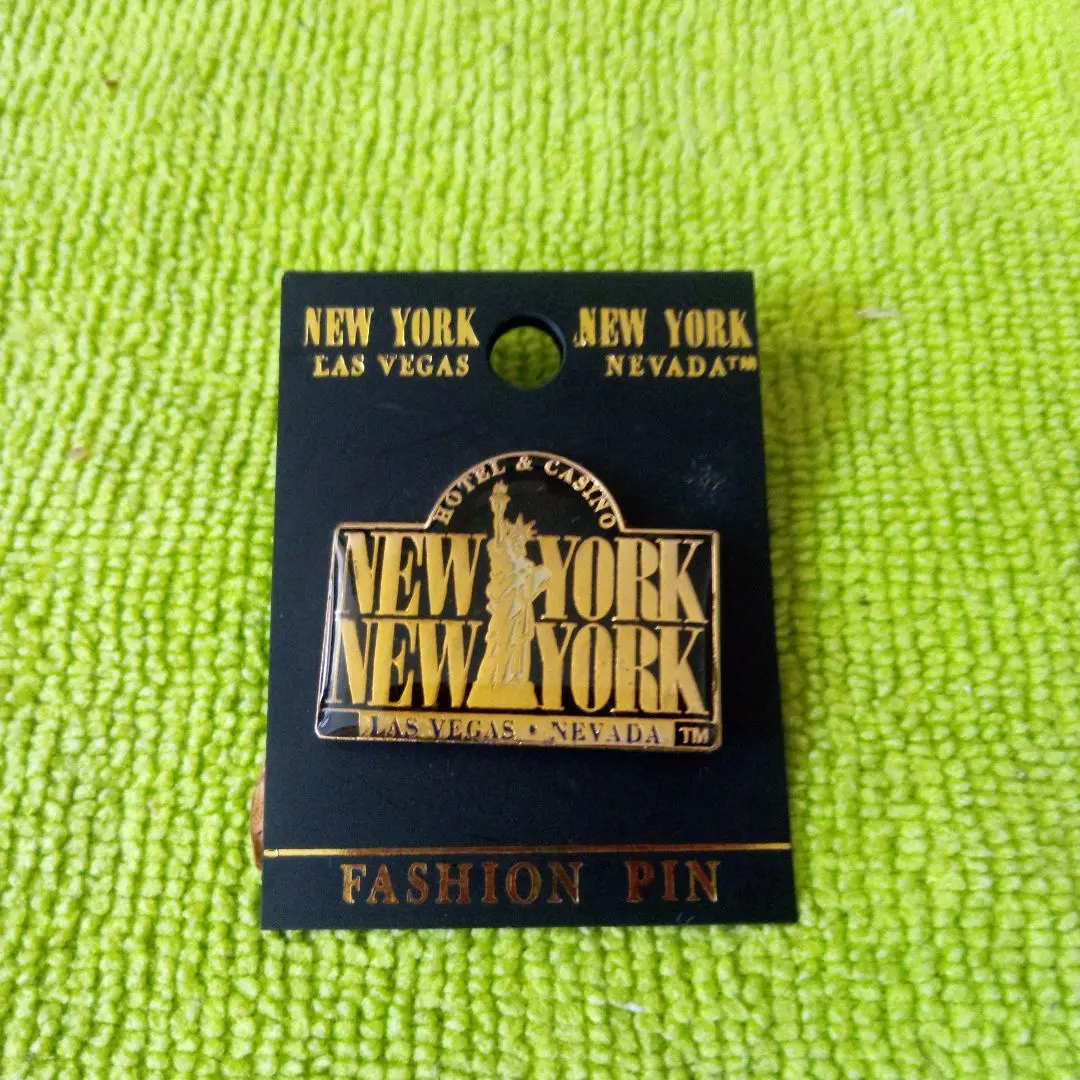 NEW YORK NEW YORK
LAS VEGAS NEVADA™
HOTEL & CASINO
NEW YORK
NEW YORK
LAS VEGAS • NEVADA TM
FASHION PIN